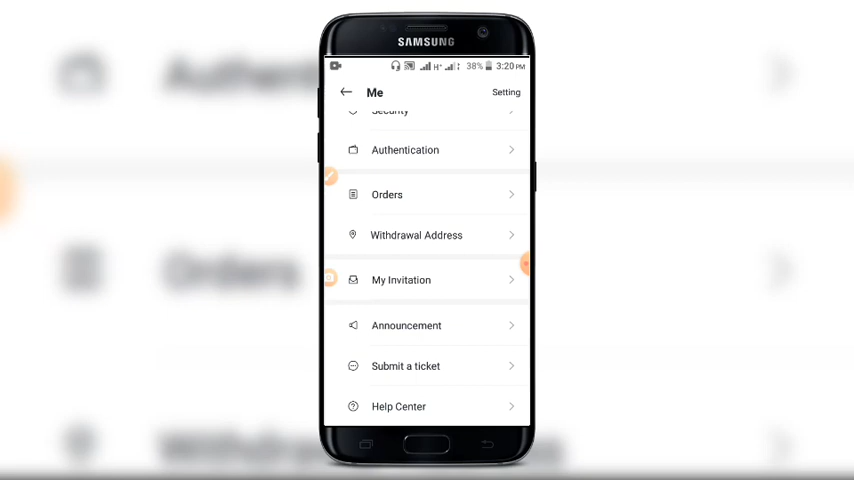 SAMSUNG
H+ 38% 3:20 PM
Me Setting
Security
Authentication
Orders
Withdrawal Address
My Invitation
Announcement
Submit a ticket
Help Center